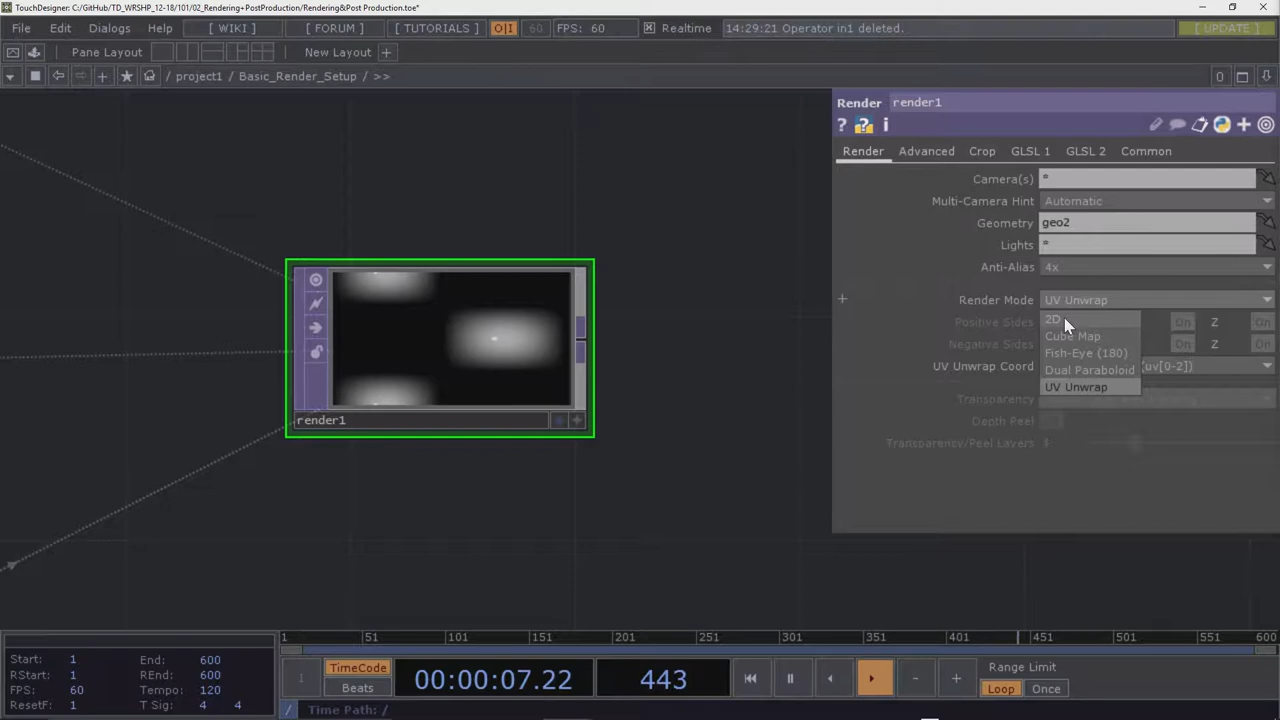 TouchDesigner: C:/GitHub/TD_WRSHP_12-18/101/02_Rendering+PostProduction/Rendering&Post Production.toe*
File Edit Dialogs Help [ WIKI ] [ FORUM ] [ TUTORIALS ] O|I 60 FPS: 60 Realtime 14:29:21 Operator in1 deleted. [ UPDATE ]
Pane Layout New Layout +
/ project1 / Basic_Render_Setup / >> 0
Render render1
? ? i
Render Advanced Crop GLSL 1 GLSL 2 Common
Camera(s) *
Multi-Camera Hint Automatic
Geometry geo2
Lights *
Anti-Alias 4x
Render Mode UV Unwrap
Positive Sides On Z On
2D
Cube Map
Negative Sides On Z On
Fish-Eye (180)
UV Unwrap Coord (uv[0-2])
Dual Paraboloid
UV Unwrap
Transparency
Depth Peel
Transparency/Peel Layers
render1
1 51 101 151 201 251 301 351 401 451 501 551 600
Start: 1 End: 600
RStart: 1 REnd: 600
FPS: 60 Tempo: 120
ResetF: 1 T Sig: 4 4
1 TimeCode Beats 00:00:07.22 443 - + Range Limit
Loop Once
/ Time Path: /